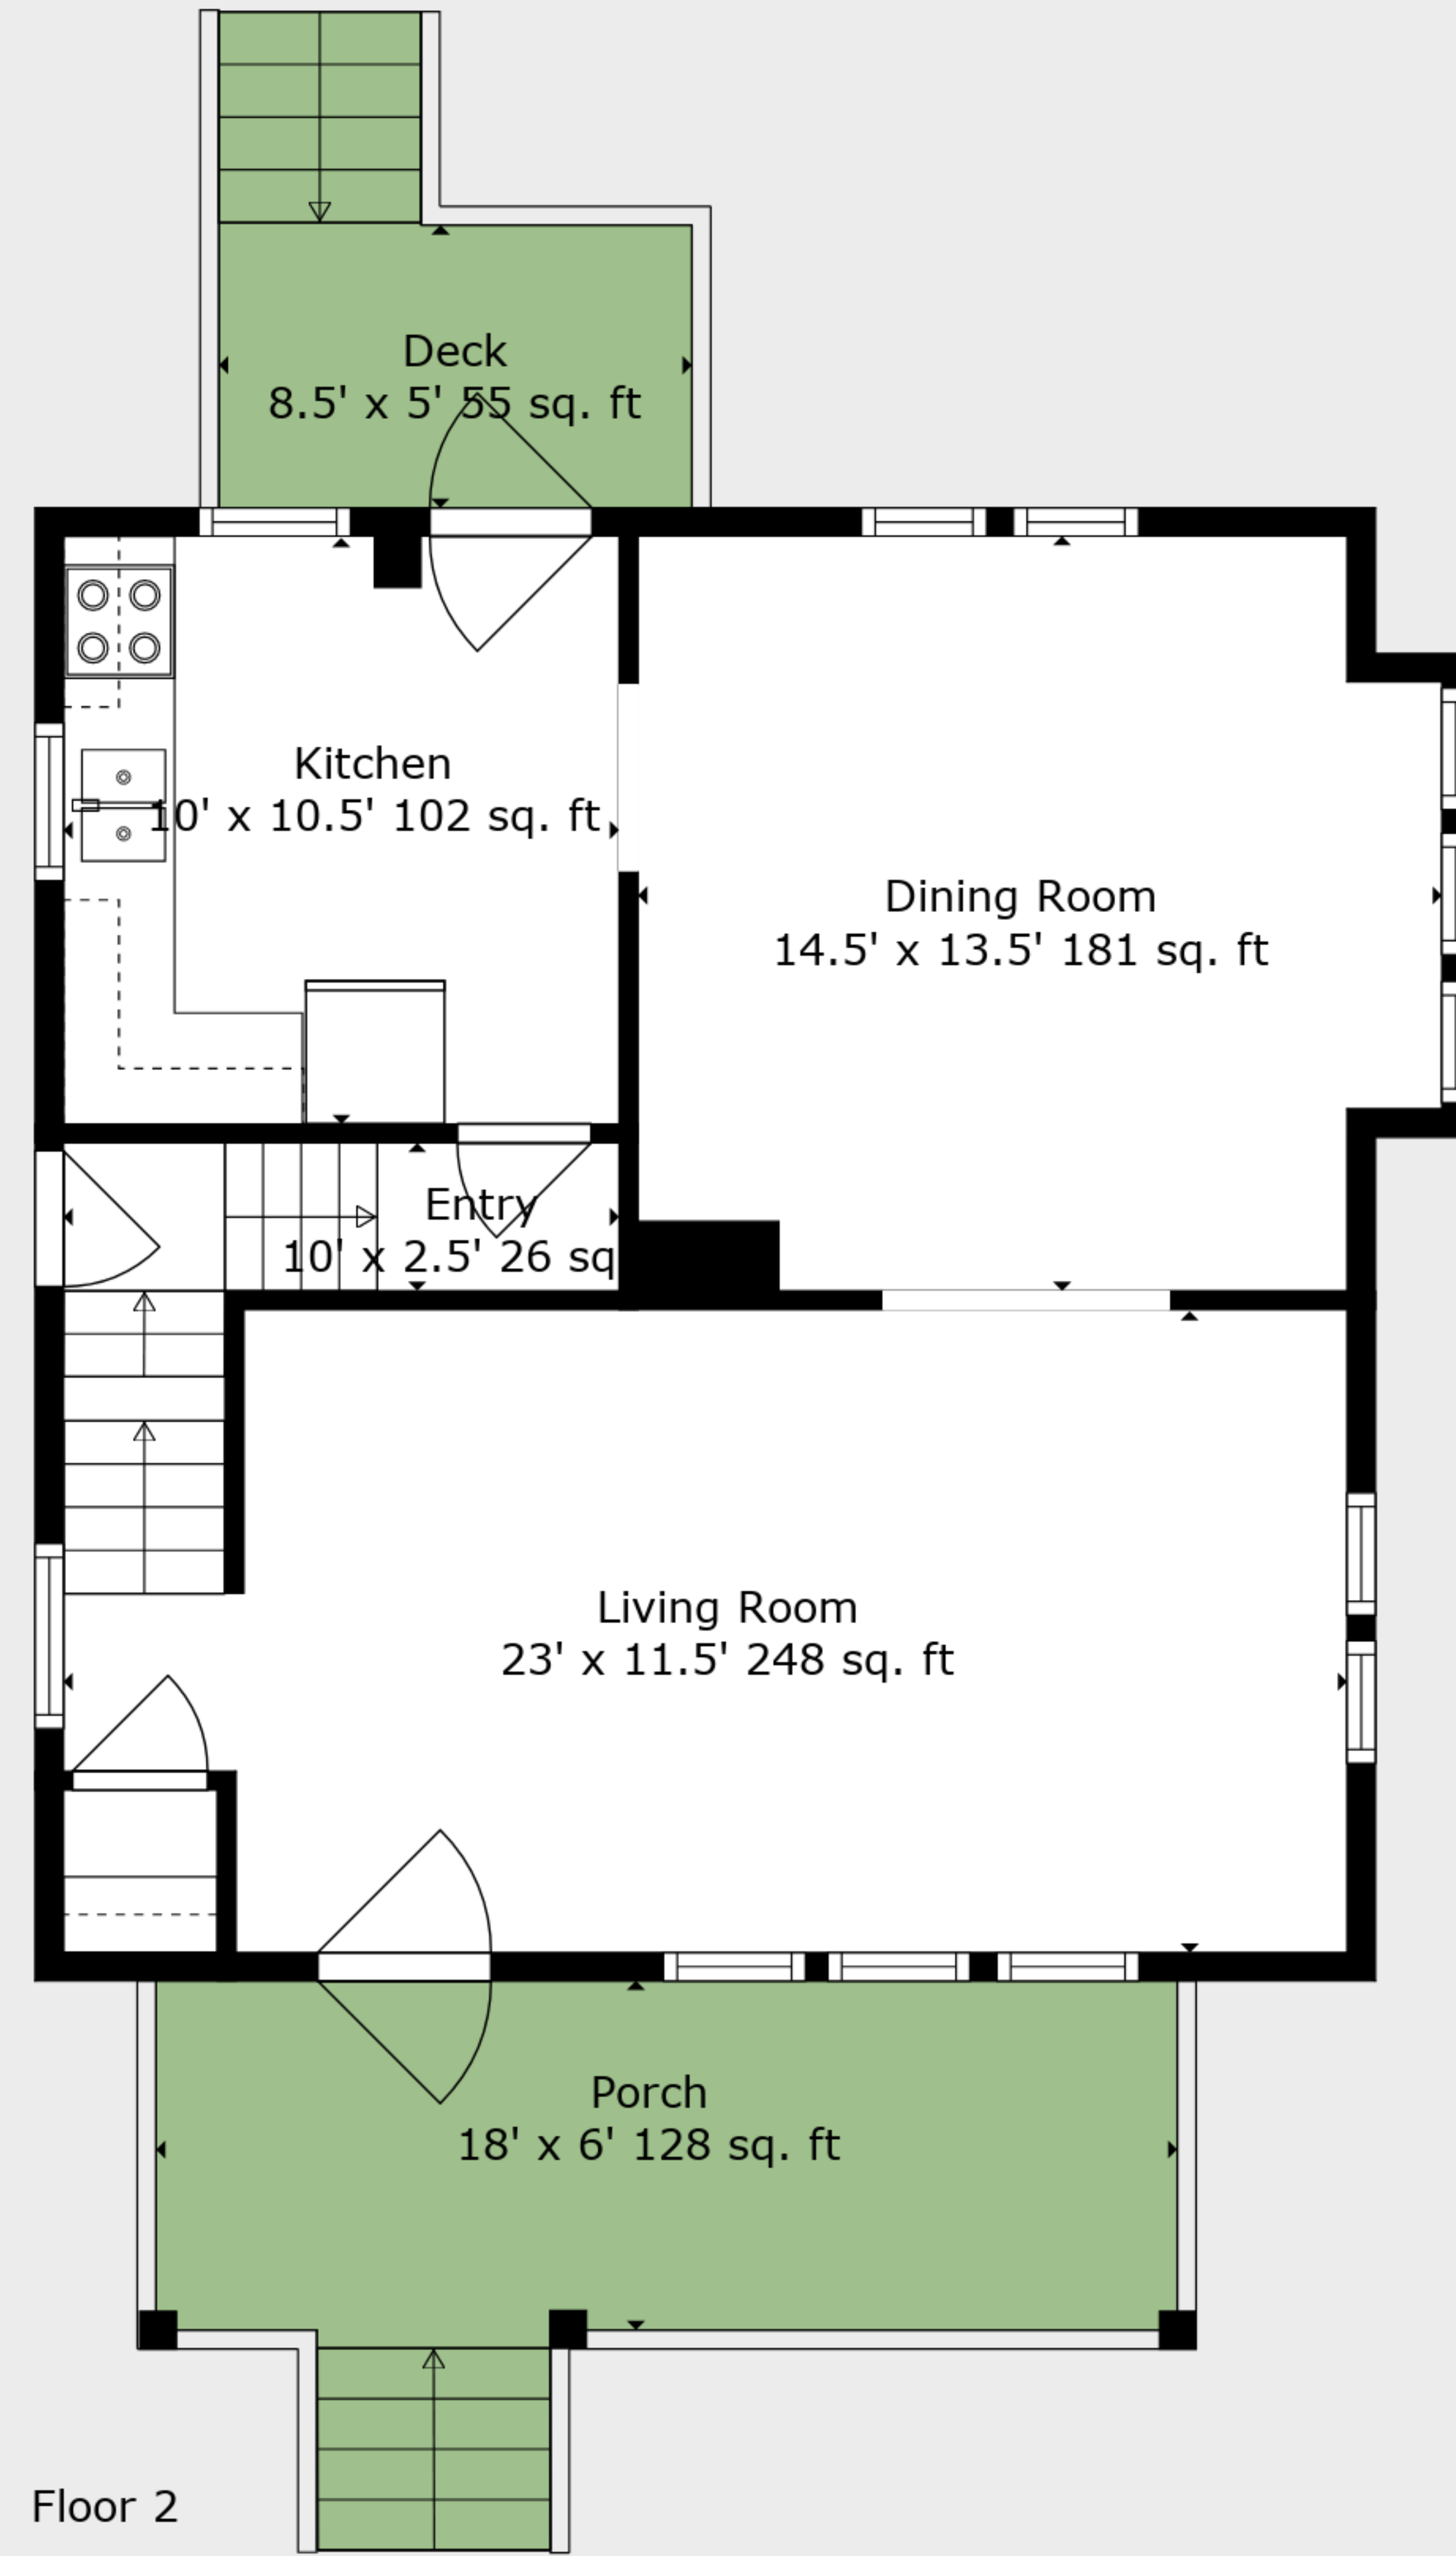 Deck
8.5' x 5' 55 sq. ft
Kitchen
10' x 10.5' 102 sq. ft
Dining Room
14.5' x 13.5' 181 sq. ft
Entry
10' x 2.5' 26 sq
Living Room
23' x 11.5' 248 sq. ft
Porch
18' x 6' 128 sq. ft
Floor 2